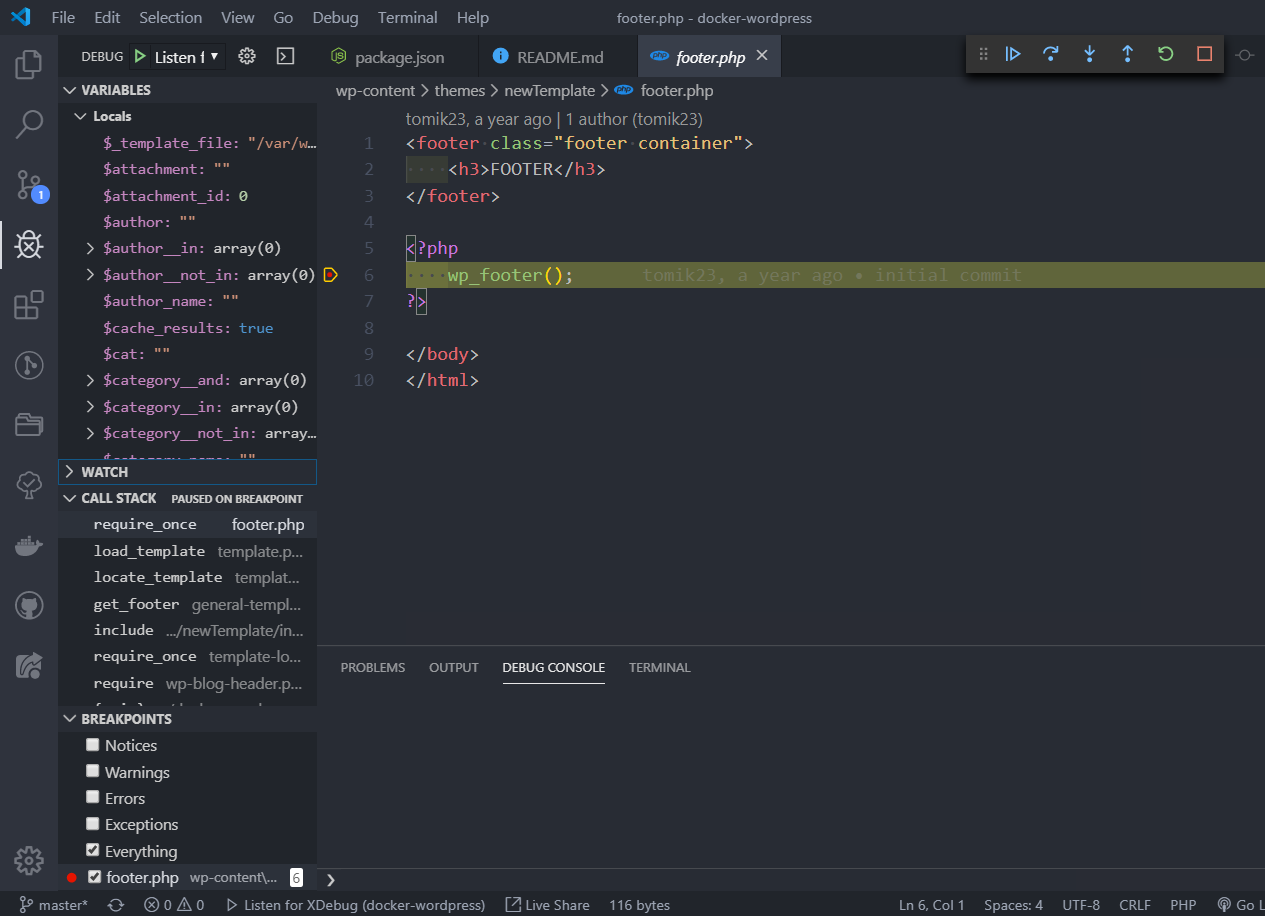 File Edit Selection View Go Debug Terminal Help footer.php - docker-wordpress
DEBUG Listen f package.json README.md footer.php
VARIABLES
Locals
$_template_file: "/var/w...
$attachment: ""
$attachment_id: 0
$author: ""
$author__in: array(0)
$author__not_in: array(0)
$author_name: ""
$cache_results: true
$cat: ""
$category__and: array(0)
$category__in: array(0)
$category__not_in: array...
$category_name: ""
WATCH
CALL STACK PAUSED ON BREAKPOINT
require_once footer.php
load_template template.p...
locate_template templat...
get_footer general-templ...
include .../newTemplate/in...
require_once template-lo...
require wp-blog-header.p...
BREAKPOINTS
Notices
Warnings
Errors
Exceptions
Everything
footer.php wp-content\... 6
1
wp-content > themes > newTemplate > php footer.php
tomik23, a year ago | 1 author (tomik23)
1 <footer class="footer container">
2 <h3>FOOTER</h3>
3 </footer>
4
5 <?php
6 wp_footer(); tomik23, a year ago • initial commit
7 ?>
8
9 </body>
10 </html>
PROBLEMS OUTPUT DEBUG CONSOLE TERMINAL
master* 0 0 Listen for XDebug (docker-wordpress) Live Share 116 bytes Ln 6, Col 1 Spaces: 4 UTF-8 CRLF PHP Go L